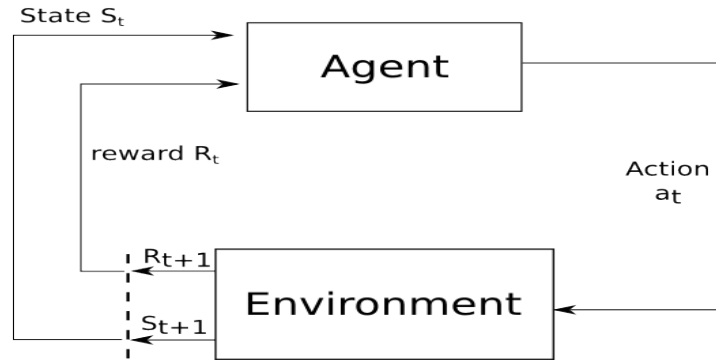 State Sₜ
Agent
reward Rₜ
Action
aₜ
Rₜ₊₁
Environment
Sₜ₊₁